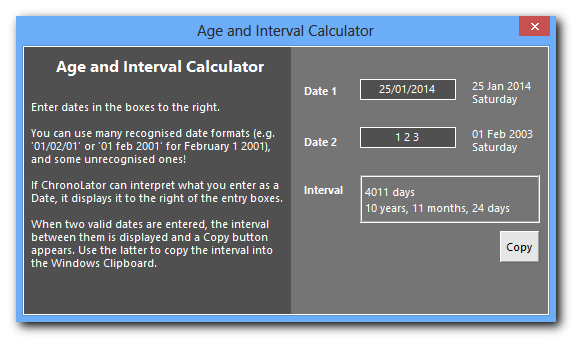 Age and Interval Calculator
Age and Interval Calculator
Enter dates in the boxes to the right.
You can use many recognised date formats (e.g.
'01/02/01' or '01 feb 2001' for February 1 2001),
and some unrecognised ones!
If ChronoLator can interpret what you enter as a
Date, it displays it to the right of the entry boxes.
When two valid dates are entered, the interval
between them is displayed and a Copy button
appears. Use the latter to copy the interval into
the Windows Clipboard.
Date 1
25/01/2014
25 Jan 2014
Saturday
Date 2
1 2 3
01 Feb 2003
Saturday
Interval
4011 days
10 years, 11 months, 24 days
Copy